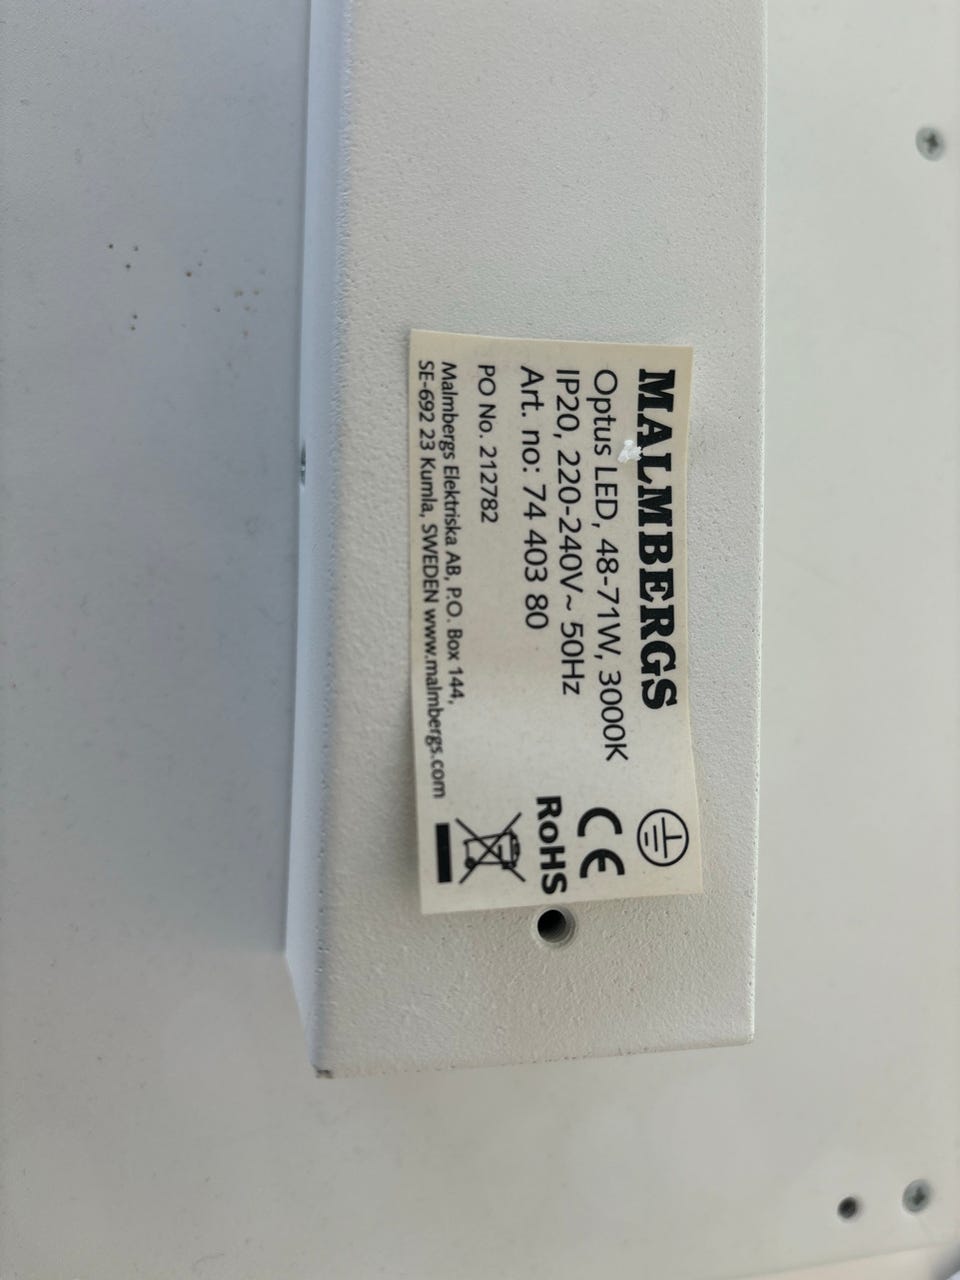 MALMBERGS
Optus LED, 48-71W, 3000K
IP20, 220-240V~ 50Hz
Art. no: 74 403 80
PO No. 212782
Malmbergs Elektriska AB, P.O. Box 144,
SE-692 23 Kumla, SWEDEN www.malmbergs.com
CE
RoHS